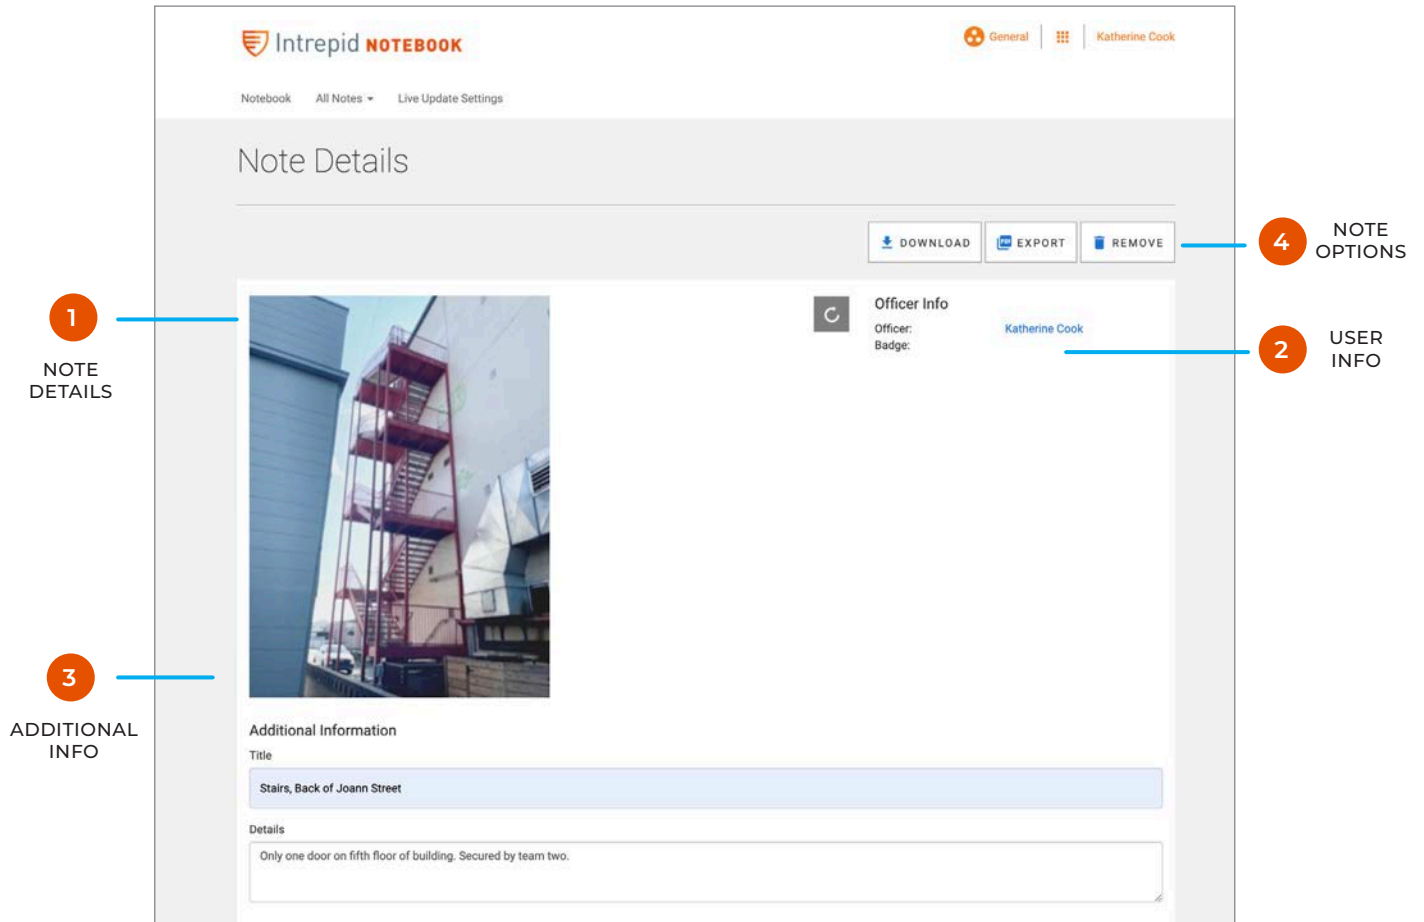 Intrepid NOTEBOOK
General
Katherine Cook
Notebook
All Notes
Live Update Settings
Note Details
DOWNLOAD
EXPORT
REMOVE
4
NOTE
OPTIONS
1
NOTE
DETAILS
Officer Info
Officer:
Katherine Cook
Badge:
2
USER
INFO
3
ADDITIONAL
INFO
Additional Information
Title
Stairs, Back of Joann Street
Details
Only one door on fifth floor of building. Secured by team two.